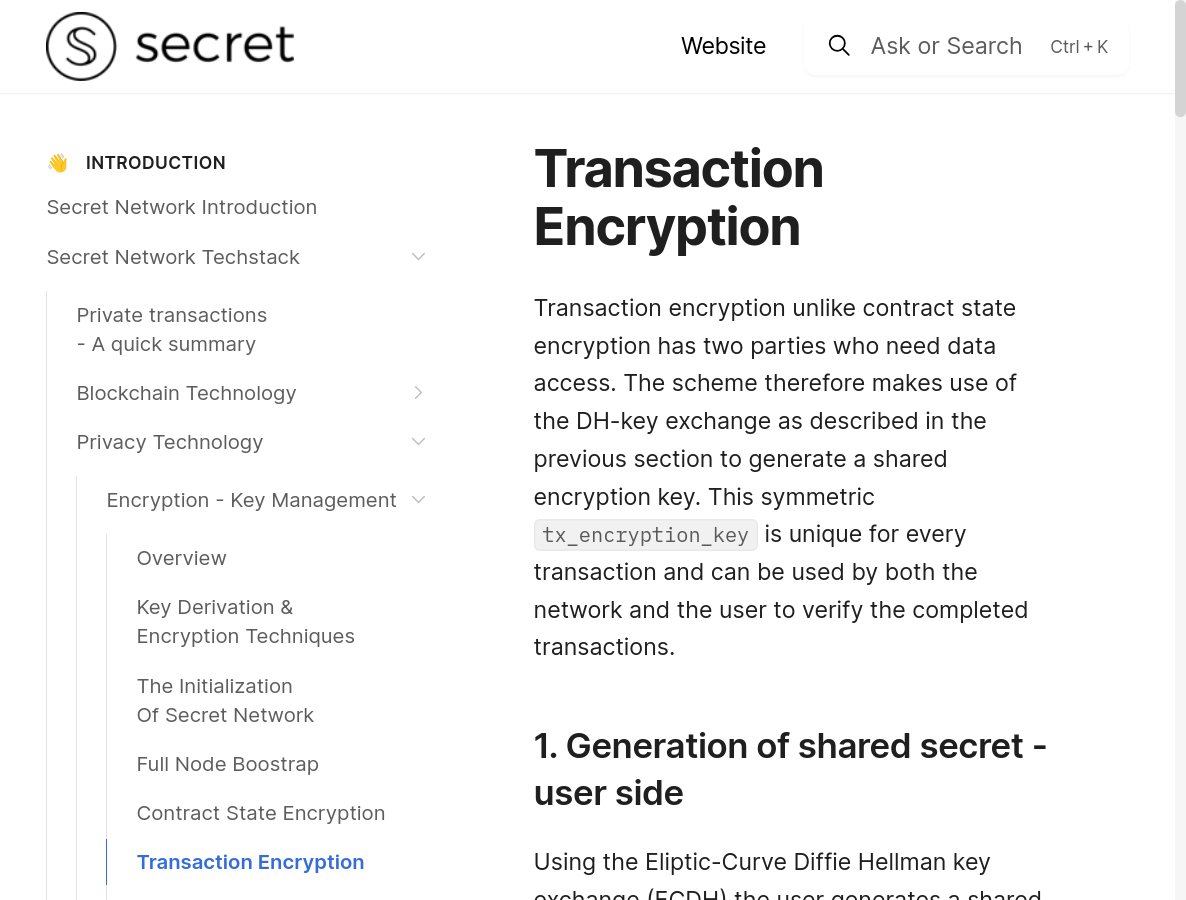 secret
Website
Ask or Search Ctrl + K
👋 INTRODUCTION
Secret Network Introduction
Secret Network Techstack
Private transactions
- A quick summary
Blockchain Technology
Privacy Technology
Encryption - Key Management
Overview
Key Derivation &
Encryption Techniques
The Initialization
Of Secret Network
Full Node Boostrap
Contract State Encryption
Transaction Encryption
Transaction
Encryption
Transaction encryption unlike contract state
encryption has two parties who need data
access. The scheme therefore makes use of
the DH-key exchange as described in the
previous section to generate a shared
encryption key. This symmetric
tx_encryption_key is unique for every
transaction and can be used by both the
network and the user to verify the completed
transactions.
1. Generation of shared secret -
user side
Using the Eliptic-Curve Diffie Hellman key
exchange (ECDH) the user generates a shared